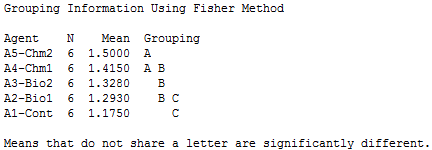 Grouping Information Using Fisher Method
Agent N Mean Grouping
A5-Chm2 6 1.5000 A
A4-Chm1 6 1.4150 A B
A3-Bio2 6 1.3280 B
A2-Bio1 6 1.2930 B C
A1-Cont 6 1.1750 C
Means that do not share a letter are significantly different.